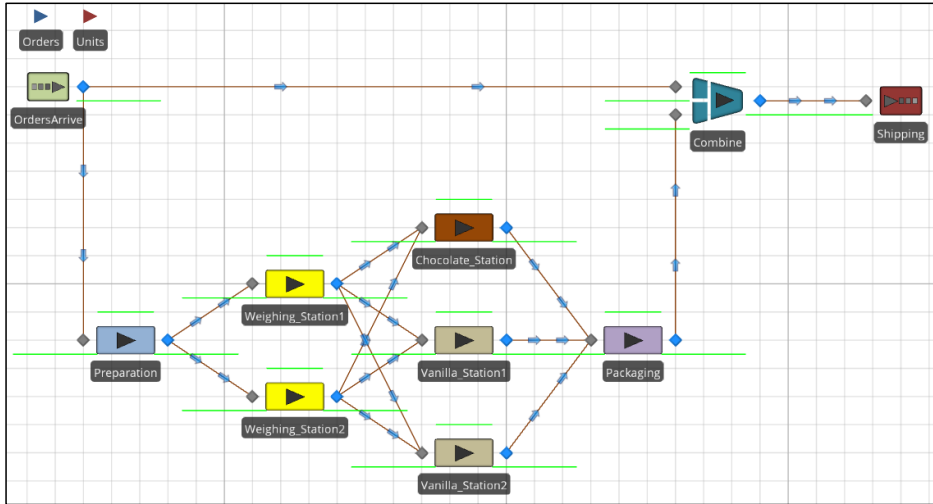 Orders
Units
OrdersArrive
Combine
Shipping
Chocolate_Station
Weighing_Station1
Preparation
Vanilla_Station1
Packaging
Weighing_Station2
Vanilla_Station2